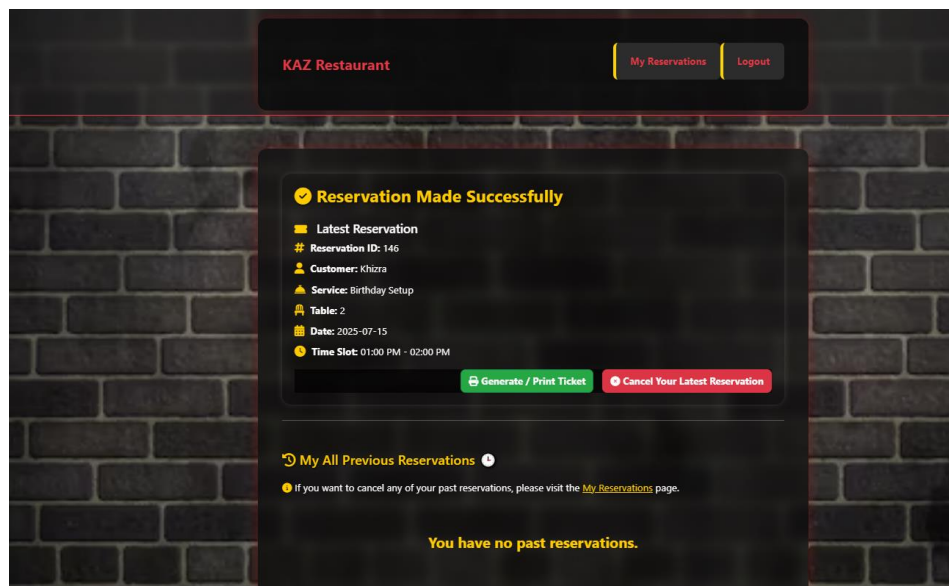 KAZ Restaurant
My Reservations
Logout
Reservation Made Successfully
Latest Reservation
# Reservation ID: 146
Customer: Khizra
Service: Birthday Setup
Table: 2
Date: 2025-07-15
Time Slot: 01:00 PM - 02:00 PM
Generate / Print Ticket
Cancel Your Latest Reservation
My All Previous Reservations
If you want to cancel any of your past reservations, please visit the My Reservations page.
You have no past reservations.